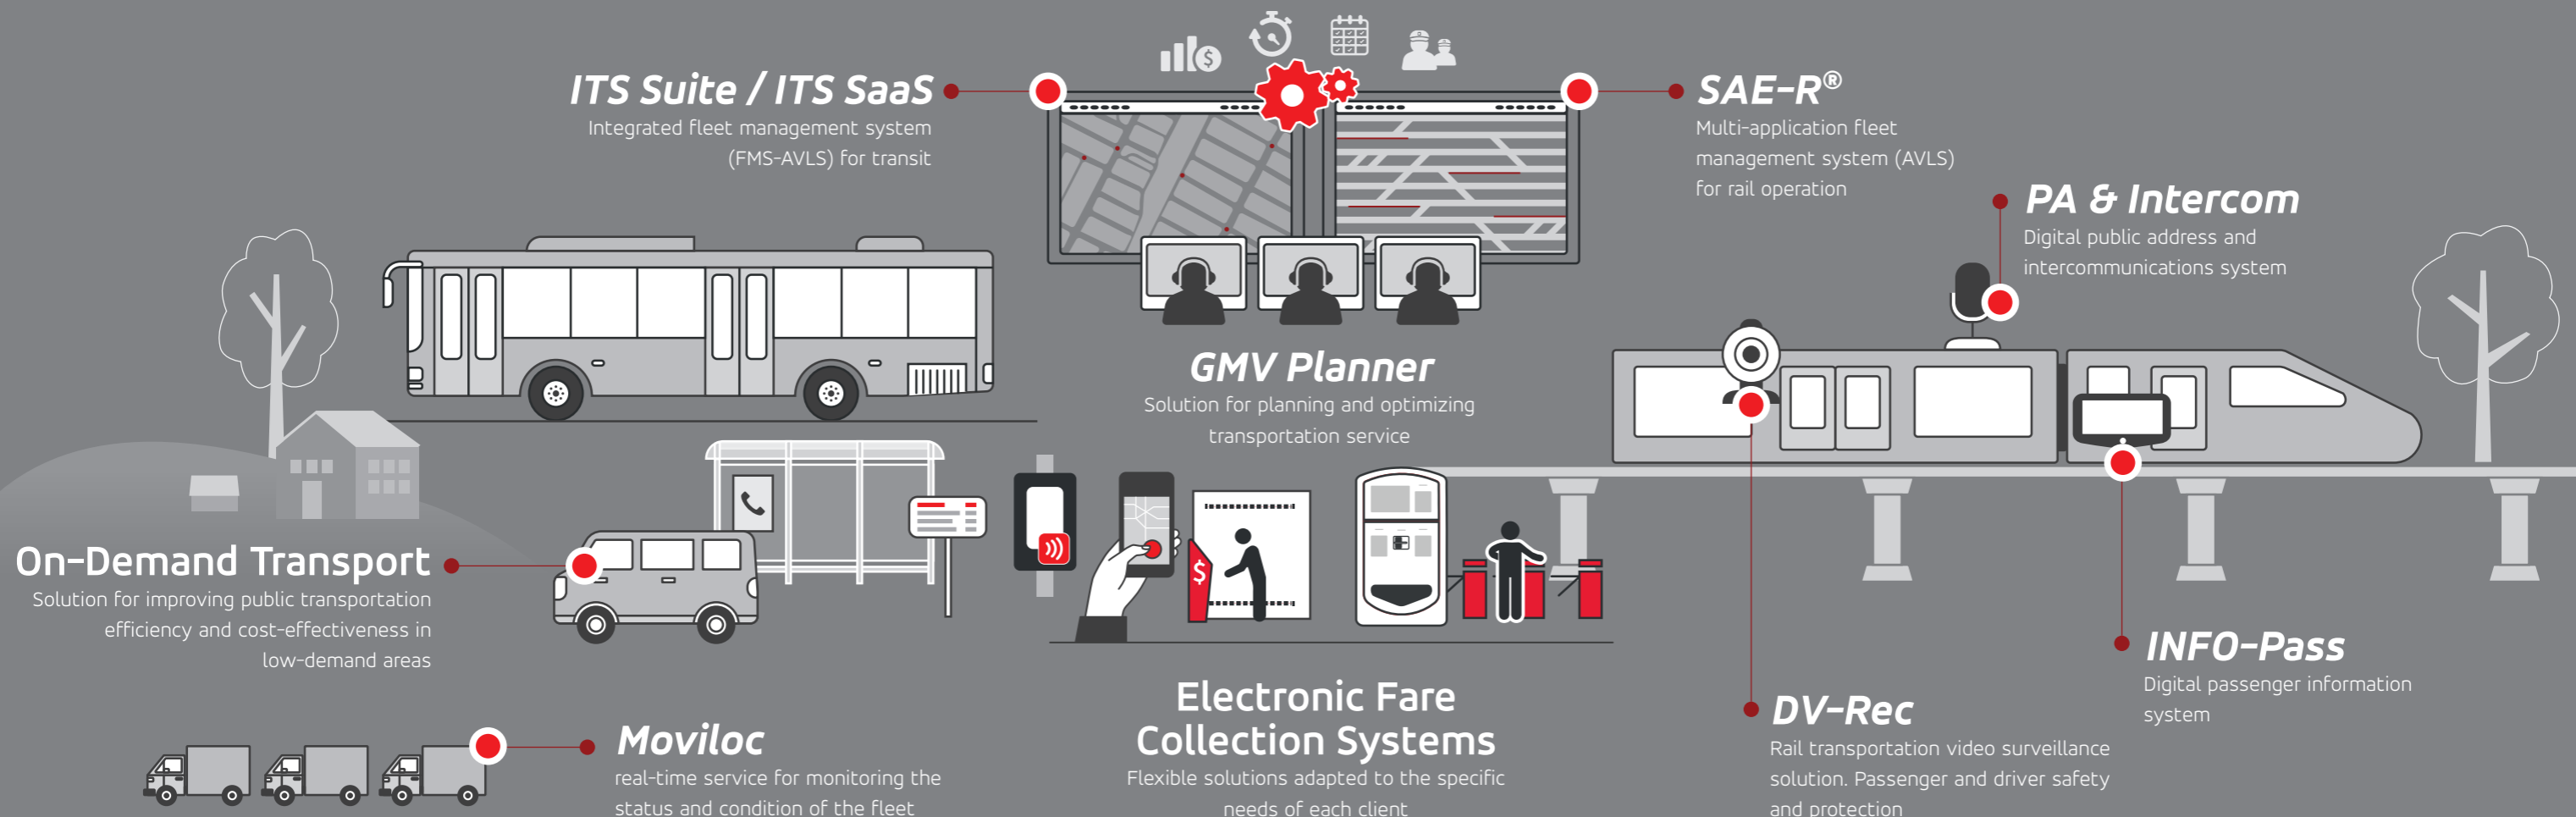 ITS Suite / ITS SaaS
Integrated fleet management system
(FMS-AVLS) for transit
SAE-R®
Multi-application fleet
management system (AVLS)
for rail operation
PA & Intercom
Digital public address and
intercommunications system
GMV Planner
Solution for planning and optimizing
transportation service
On-Demand Transport
Solution for improving public transportation
efficiency and cost-effectiveness in
low-demand areas
Moviloc
real-time service for monitoring the
status and condition of the fleet
Electronic Fare
Collection Systems
Flexible solutions adapted to the specific
needs of each client
DV-Rec
Rail transportation video surveillance
solution. Passenger and driver safety
and protection
INFO-Pass
Digital passenger information
system
$
$